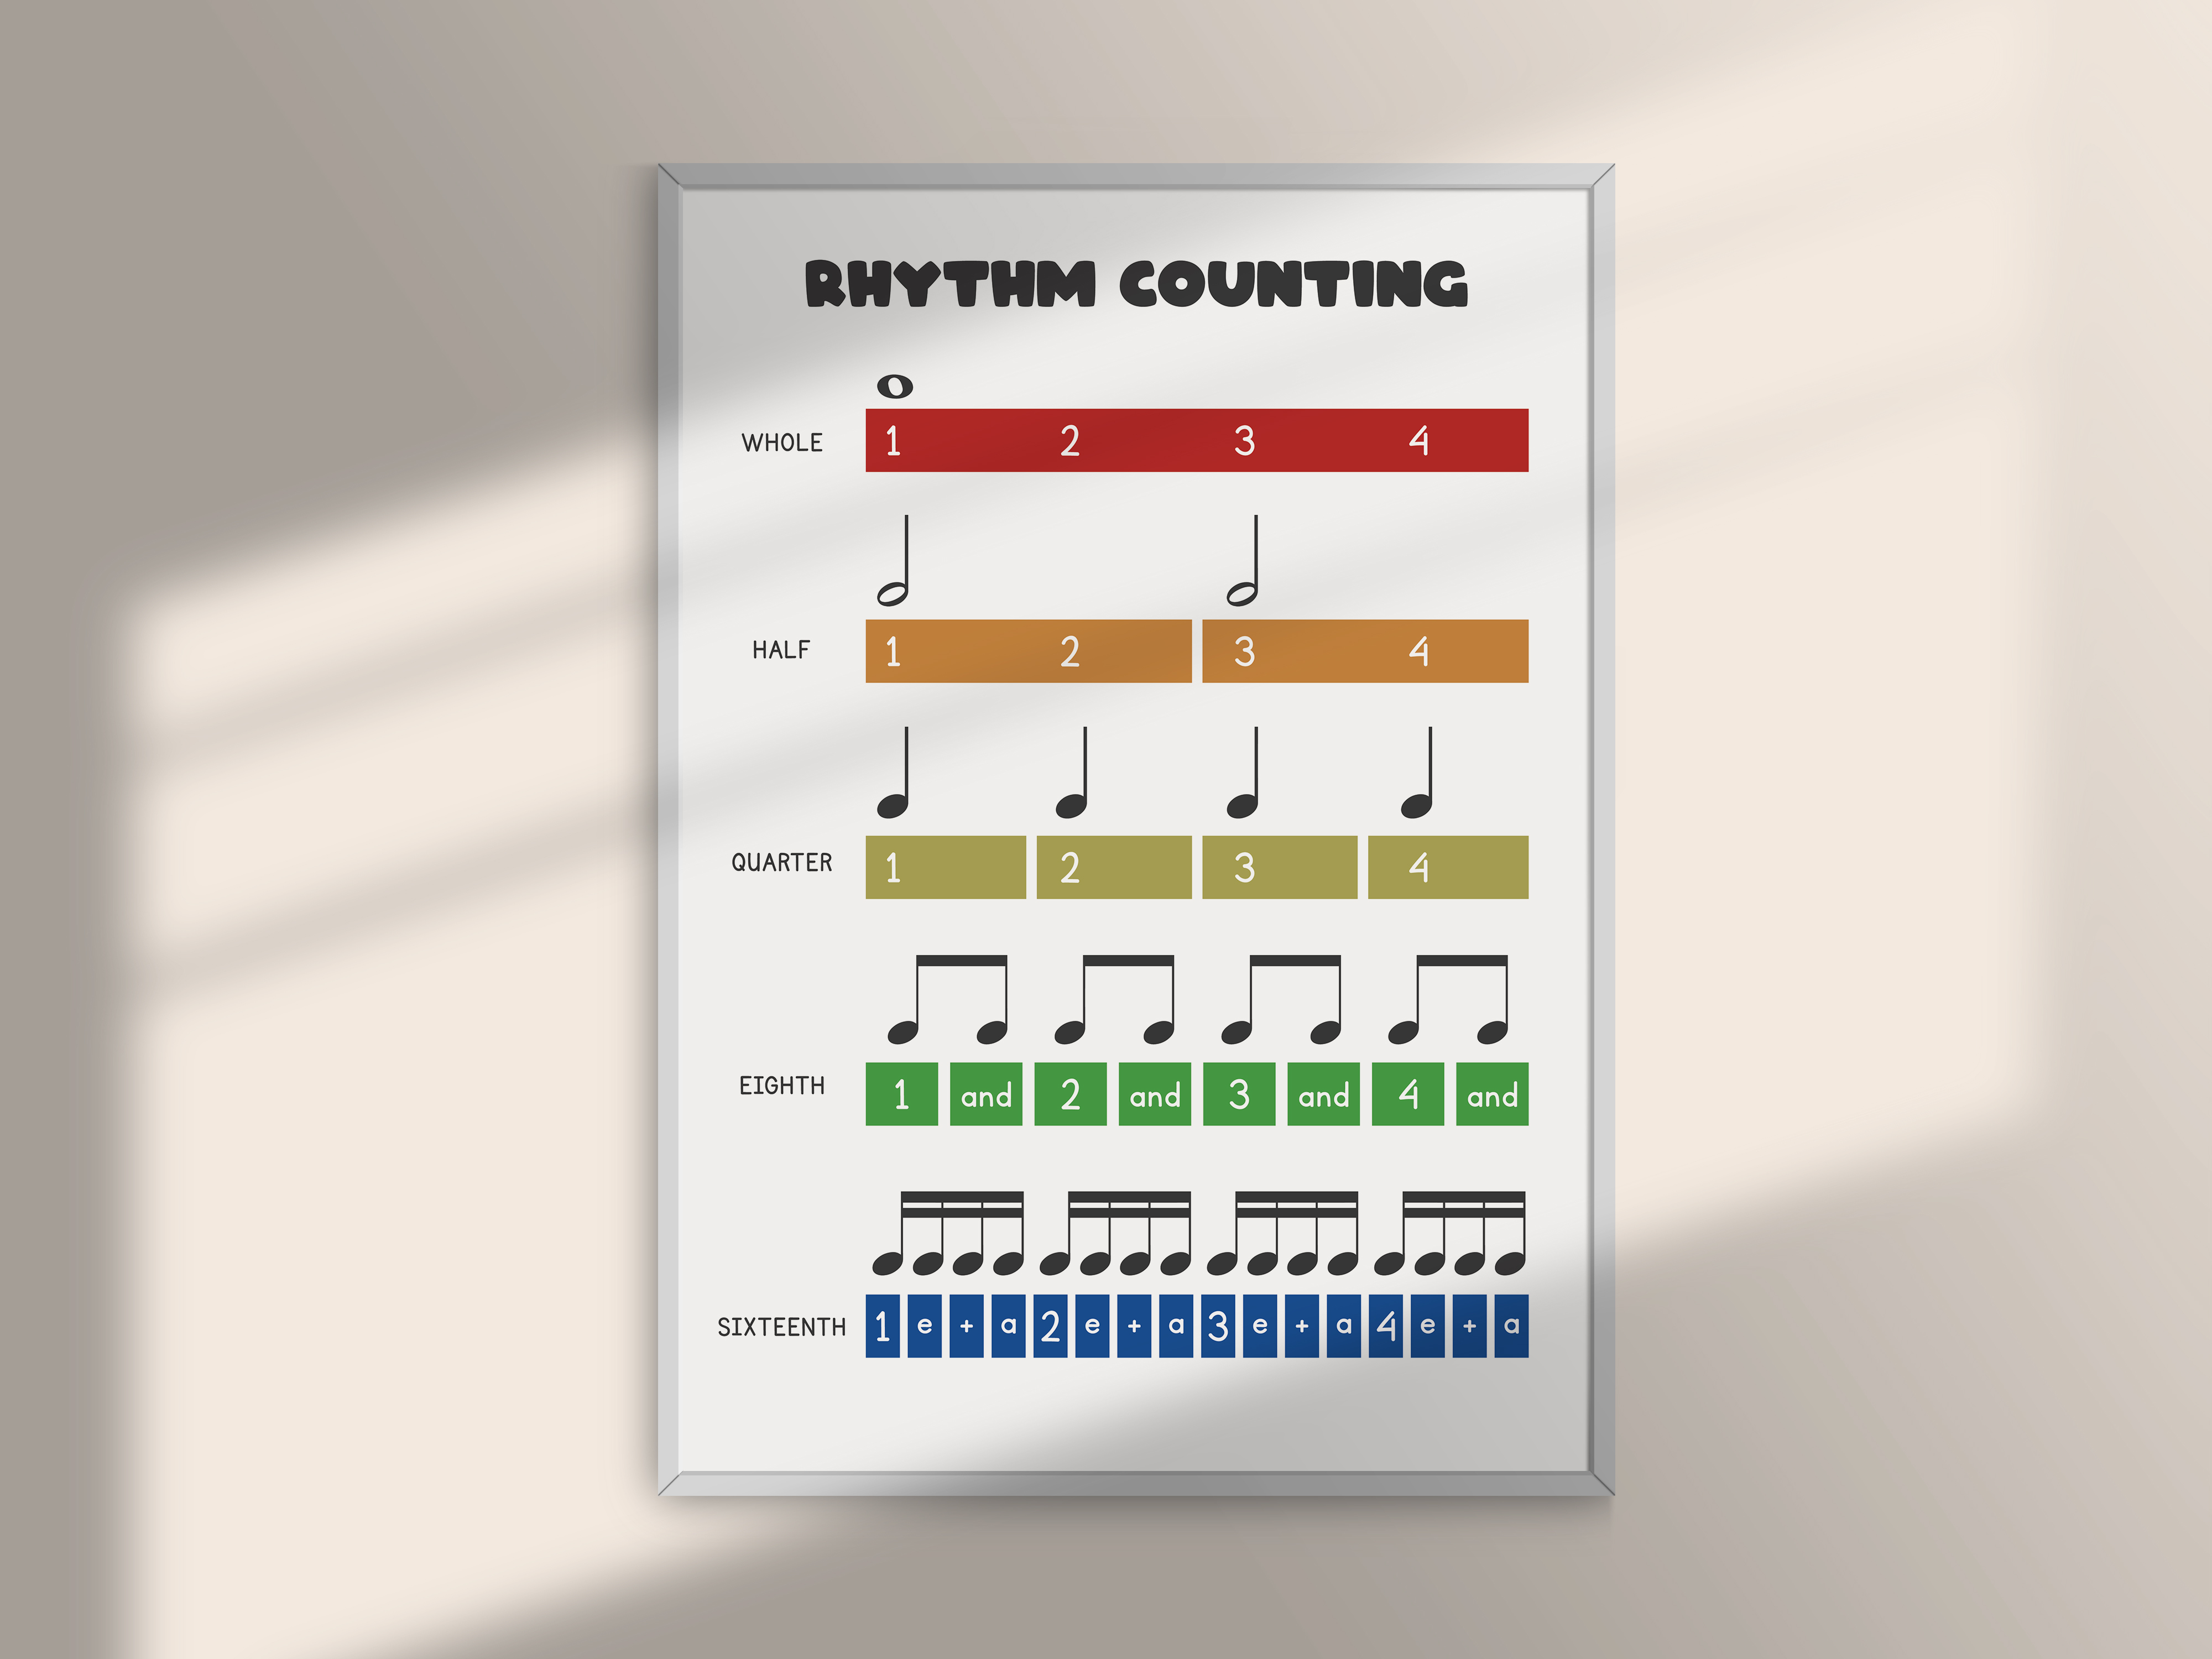 RHYTHM COUNTING
WHOLE 1 2 3 4
HALF 1 2 3 4
QUARTER 1 2 3 4
EIGHTH 1 and 2 and 3 and 4 and
SIXTEENTH 1 e + a 2 e + a 3 e + a 4 e + a